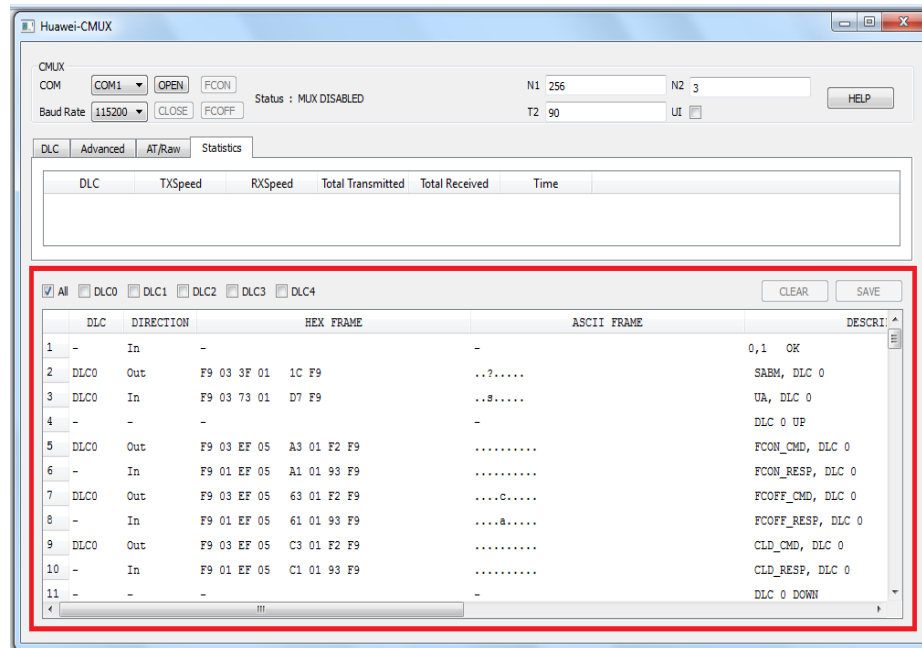 Huawei-CMUX
CMUX
COM COM1 OPEN FCON Status : MUX DISABLED N1 256 N2 3 HELP
Baud Rate 115200 CLOSE FCOFF T2 90 UI
DLC Advanced AT/Raw Statistics
DLC TXSpeed RXSpeed Total Transmitted Total Received Time
All DLC0 DLC1 DLC2 DLC3 DLC4 CLEAR SAVE
DLC DIRECTION HEX FRAME ASCII FRAME DESCRI
1 - In - - 0,1 OK
2 DLC0 Out F9 03 3F 01 1C F9 ..?..... SABM, DLC 0
3 DLC0 In F9 03 73 01 D7 F9 ..s..... UA, DLC 0
4 - - - - DLC 0 UP
5 DLC0 Out F9 03 EF 05 A3 01 F2 F9 .......... FCON_CMD, DLC 0
6 - In F9 01 EF 05 A1 01 93 F9 .......... FCON_RESP, DLC 0
7 DLC0 Out F9 03 EF 05 63 01 F2 F9 ....c..... FCOFF_CMD, DLC 0
8 - In F9 01 EF 05 61 01 93 F9 ....a..... FCOFF_RESP, DLC 0
9 DLC0 Out F9 03 EF 05 C3 01 F2 F9 .......... CLD_CMD, DLC 0
10 - In F9 01 EF 05 C1 01 93 F9 .......... CLD_RESP, DLC 0
11 - - - - DLC 0 DOWN